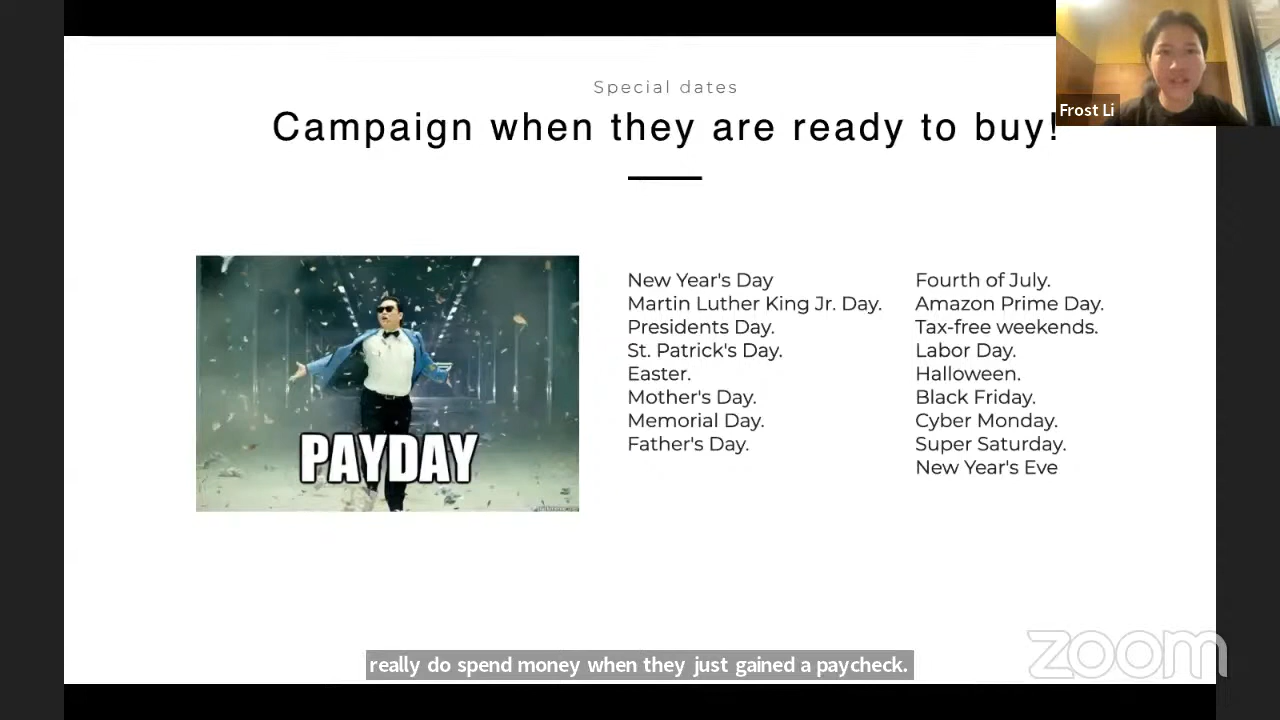 Special dates
Campaign when they are ready to buy!
Frost Li
PAYDAY
New Year's Day
Martin Luther King Jr. Day.
Presidents Day.
St. Patrick's Day.
Easter.
Mother's Day.
Memorial Day.
Father's Day.
Fourth of July.
Amazon Prime Day.
Tax-free weekends.
Labor Day.
Halloween.
Black Friday.
Cyber Monday.
Super Saturday.
New Year's Eve
really do spend money when they just gained a paycheck.
zoom